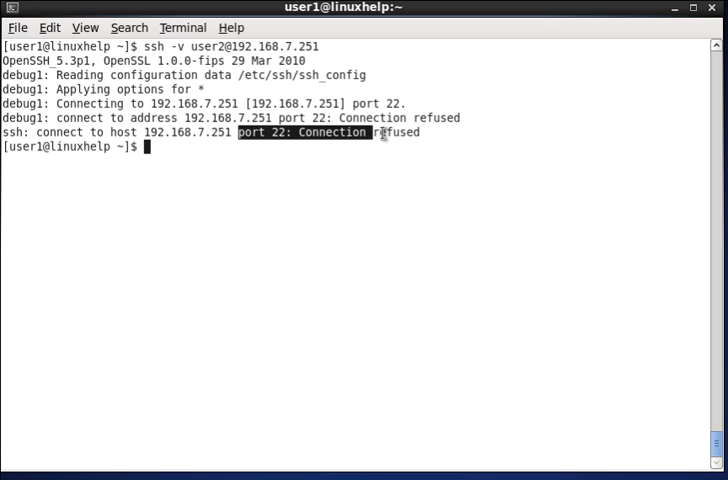 user1@linuxhelp:~
File Edit View Search Terminal Help
[user1@linuxhelp ~]$ ssh -v user2@192.168.7.251
OpenSSH_5.3p1, OpenSSL 1.0.0-fips 29 Mar 2010
debug1: Reading configuration data /etc/ssh/ssh_config
debug1: Applying options for *
debug1: Connecting to 192.168.7.251 [192.168.7.251] port 22.
debug1: connect to address 192.168.7.251 port 22: Connection refused
ssh: connect to host 192.168.7.251 port 22: Connection refused
[user1@linuxhelp ~]$